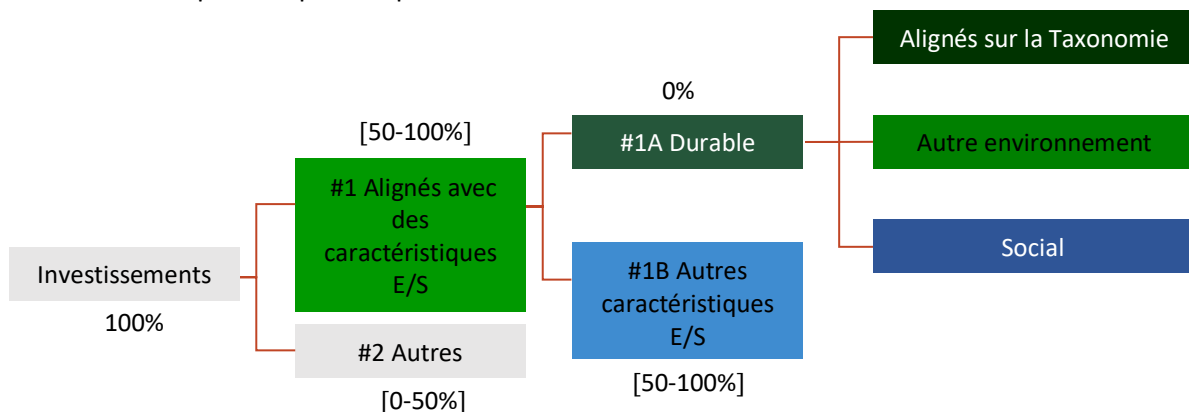 Alignés sur la Taxonomie
0%
[50-100%]
#1A Durable
Autre environnement
#1 Alignés avec
des
caractéristiques
E/S
Social
Investissements
100%
#1B Autres
caractéristiques
E/S
#2 Autres
[50-100%]
[0-50%]